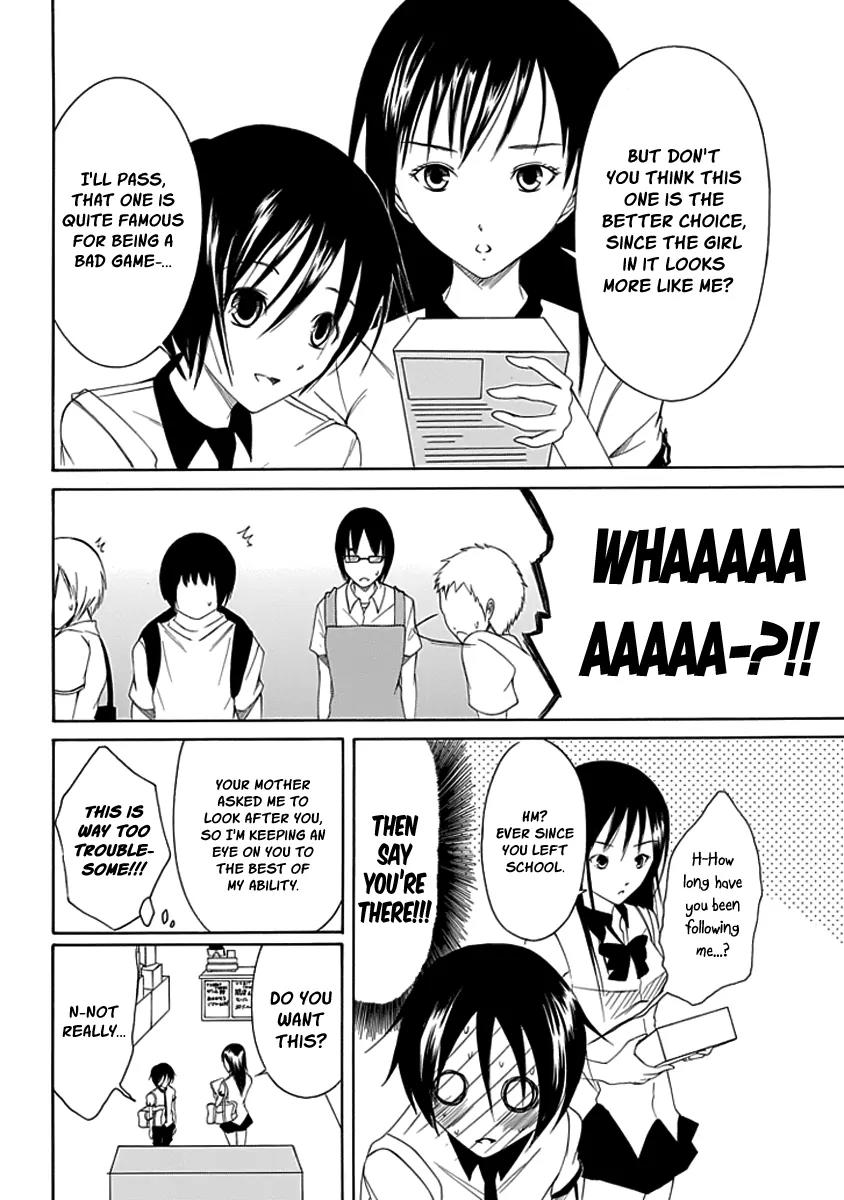 BUT DON'T
YOU THINK THIS
ONE IS THE
BETTER CHOICE,
SINCE THE GIRL
IN IT LOOKS
MORE LIKE ME?
I'LL PASS,
THAT ONE IS
QUITE FAMOUS
FOR BEING A
BAD GAME-...
WHAAAAA
AAAAA-?!!
H-How
long have
you been
following
me...?
HM?
EVER SINCE
YOU LEFT
SCHOOL.
THEN
SAY
YOU'RE
THERE!!!
YOUR MOTHER
ASKED ME TO
LOOK AFTER YOU,
SO I'M KEEPING AN
EYE ON YOU TO
THE BEST OF
MY ABILITY.
THIS IS
WAY TOO
TROUBLE-
SOME!!!
DO YOU
WANT
THIS?
N-NOT
REALLY...